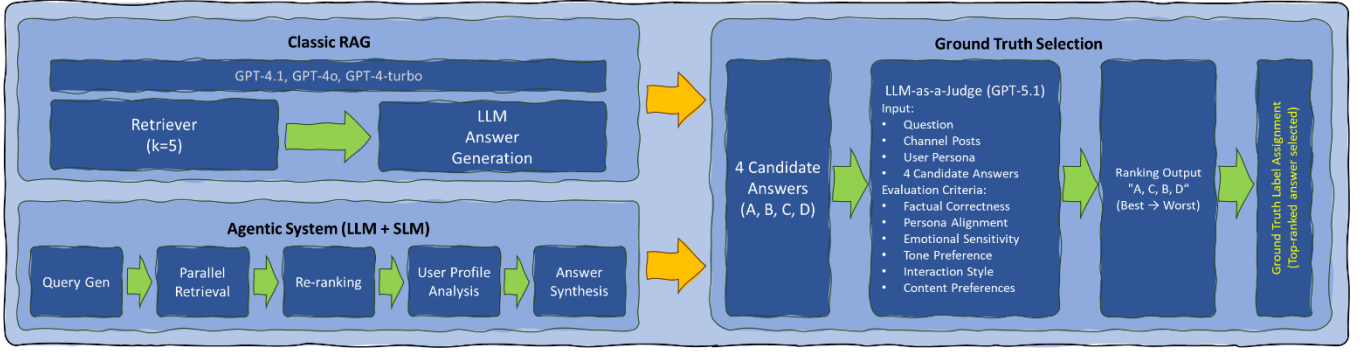 Classic RAG
GPT-4.1, GPT-4o, GPT-4-turbo
Retriever
(k=5)
LLM
Answer
Generation
Agentic System (LLM + SLM)
Query Gen
Parallel
Retrieval
Re-ranking
User Profile
Analysis
Answer
Synthesis
Ground Truth Selection
4 Candidate
Answers
(A, B, C, D)
LLM-as-a-Judge (GPT-5.1)
Input:
• Question
• Channel Posts
• User Persona
• 4 Candidate Answers
Evaluation Criteria:
• Factual Correctness
• Persona Alignment
• Emotional Sensitivity
• Tone Preference
• Interaction Style
• Content Preferences
Ranking Output
"A, C, B, D“
(Best → Worst)
Ground Truth Label Assignment
(Top-ranked answer selected)